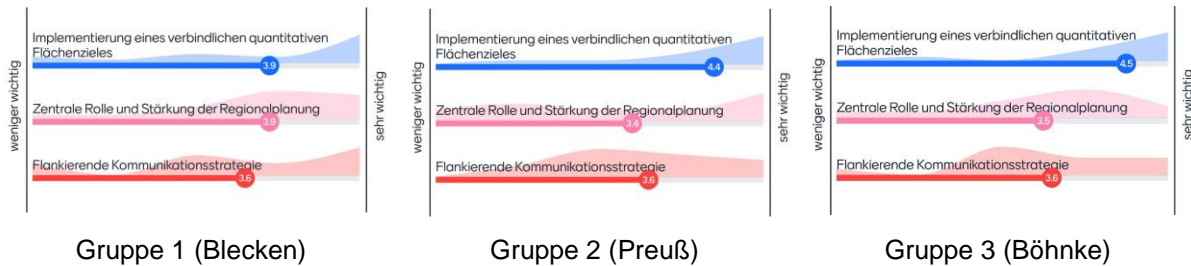 weniger wichtig
Implementierung eines verbindlichen quantitativen
Flächenzieles
3.9
Zentrale Rolle und Stärkung der Regionalplanung
3.9
Flankierende Kommunikationsstrategie
3.6
sehr wichtig
Gruppe 1 (Blecken)
weniger wichtig
Implementierung eines verbindlichen quantitativen
Flächenzieles
4.4
Zentrale Rolle und Stärkung der Regionalplanung
3.4
Flankierende Kommunikationsstrategie
3.6
sehr wichtig
Gruppe 2 (Preuß)
weniger wichtig
Implementierung eines verbindlichen quantitativen
Flächenzieles
4.5
Zentrale Rolle und Stärkung der Regionalplanung
3.5
Flankierende Kommunikationsstrategie
3.6
sehr wichtig
Gruppe 3 (Böhnke)